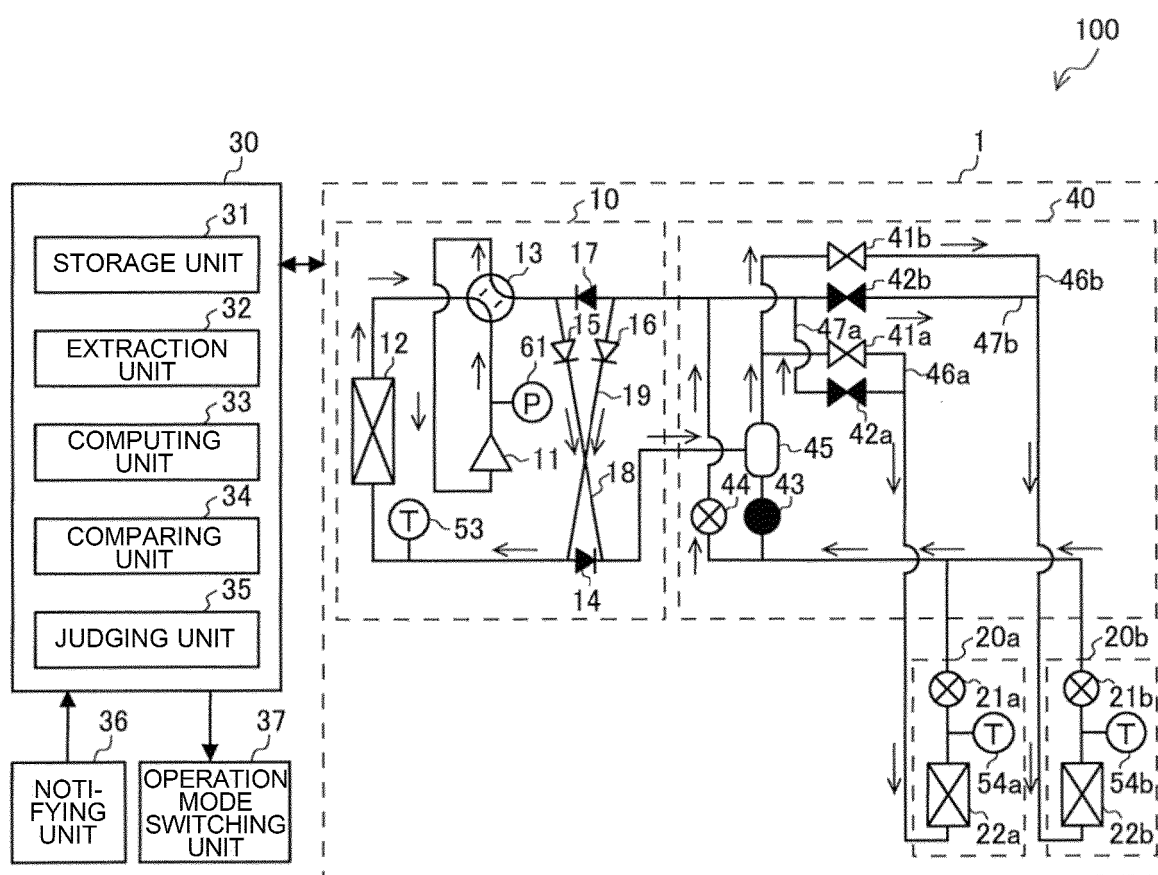 100
30
1
10
40
31
STORAGE UNIT
32
EXTRACTION
UNIT
33
COMPUTING
UNIT
34
COMPARING
UNIT
35
JUDGING UNIT
36
NOTI-
FYING
UNIT
37
OPERATION
MODE
SWITCHING
UNIT
13
17
41b
42b
46b
12
61
P
15
16
47a
41a
47b
46a
19
42a
11
45
18
44
43
T
53
14
20a
20b
21a
21b
T
T
54a
54b
22a
22b